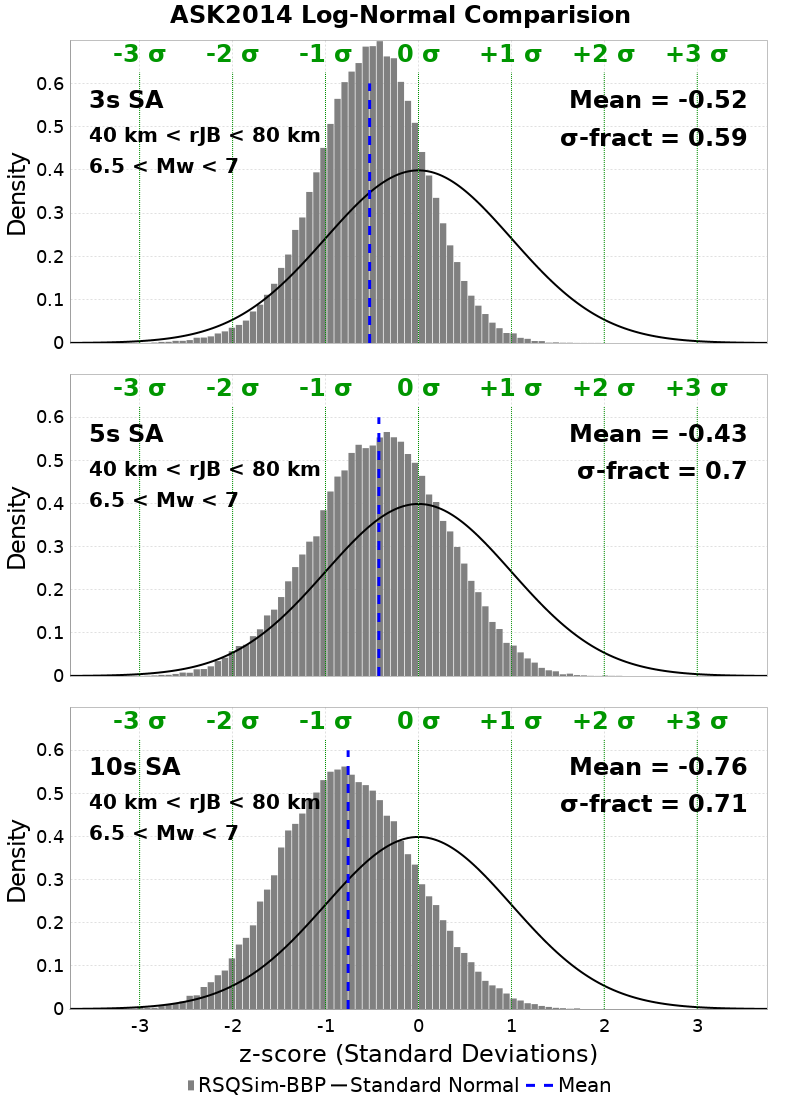 ASK2014 Log-Normal Comparision
-3 σ -2 σ -1 σ 0 σ +1 σ +2 σ +3 σ
0.6
3s SA Mean = -0.52
0.5
40 km < rJB < 80 km σ-fract = 0.59
6.5 < Mw < 7
0.4
0.3
0.2
0.1
0
Density
-3 σ -2 σ -1 σ 0 σ +1 σ +2 σ +3 σ
0.6
5s SA Mean = -0.43
0.5
40 km < rJB < 80 km σ-fract = 0.7
6.5 < Mw < 7
0.4
0.3
0.2
0.1
0
Density
-3 σ -2 σ -1 σ 0 σ +1 σ +2 σ +3 σ
0.6
10s SA Mean = -0.76
0.5
40 km < rJB < 80 km σ-fract = 0.71
6.5 < Mw < 7
0.4
0.3
0.2
0.1
0
Density
-3 -2 -1 0 1 2 3
z-score (Standard Deviations)
RSQSim-BBP Standard Normal Mean